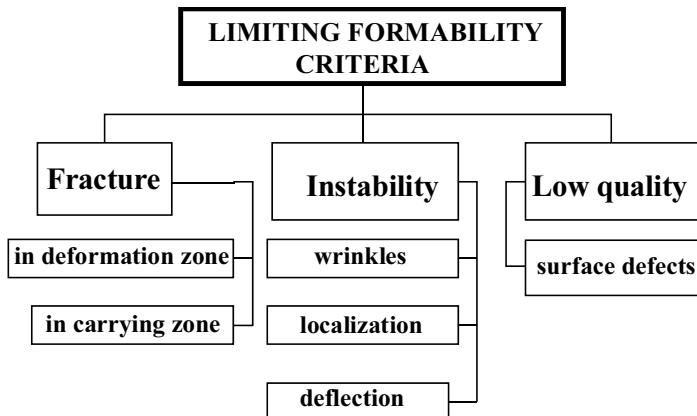 LIMITING FORMABILITY
CRITERIA
Fracture
in deformation zone
in carrying zone
Instability
wrinkles
localization
deflection
Low quality
surface defects